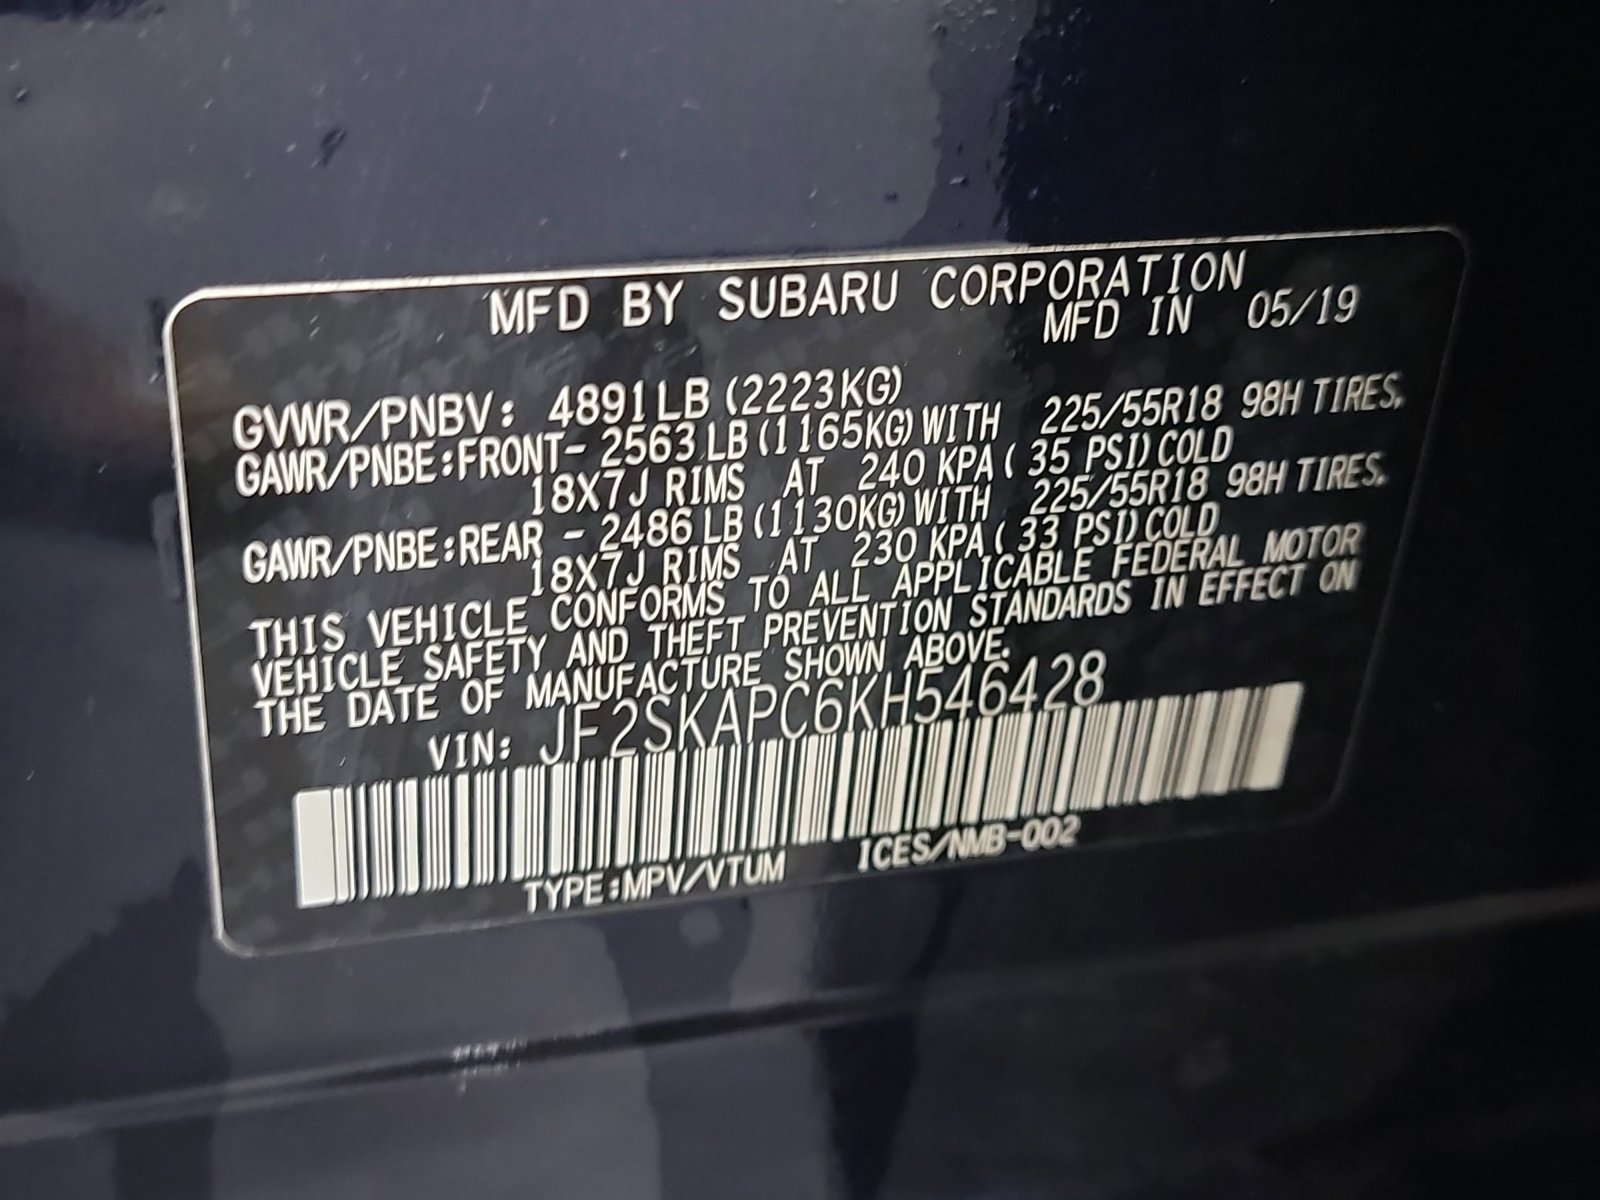 MFD BY SUBARU CORPORATION
MFD IN 05/19
GVWR/PNBV: 4891LB (2223KG)
GAWR/PNBE:FRONT- 2563 LB (1165KG) WITH 225/55R18 98H TIRES,
18X7J RIMS AT 240 KPA ( 35 PSI) COLD
GAWR/PNBE:REAR - 2486 LB (1130KG) WITH 225/55R18 98H TIRES.
18X7J RIMS AT 230 KPA ( 33 PSI) COLD
THIS VEHICLE CONFORMS TO ALL APPLICABLE FEDERAL MOTOR
VEHICLE SAFETY AND THEFT PREVENTION STANDARDS IN EFFECT ON
THE DATE OF MANUFACTURE SHOWN ABOVE.
VIN: JF2SKAPC6KH546428
TYPE:MPV/VTUM ICES/NMB-002